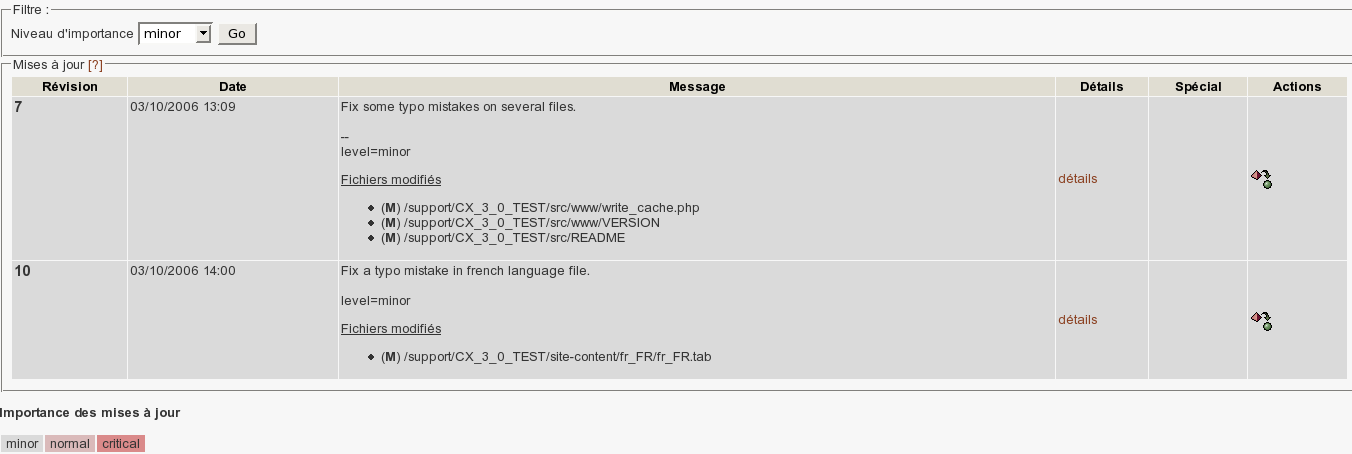 Filtre :
Niveau d'importance minor Go
Mises à jour [?]
Révision Date Message Détails Spécial Actions
7 03/10/2006 13:09 Fix some typo mistakes on several files.
--
level=minor
Fichiers modifiés
détails
(M) /support/CX_3_0_TEST/src/www/write_cache.php
(M) /support/CX_3_0_TEST/src/www/VERSION
(M) /support/CX_3_0_TEST/src/README
10 03/10/2006 14:00 Fix a typo mistake in french language file.
level=minor
détails
Fichiers modifiés
(M) /support/CX_3_0_TEST/site-content/fr_FR/fr_FR.tab
Importance des mises à jour
minor normal critical